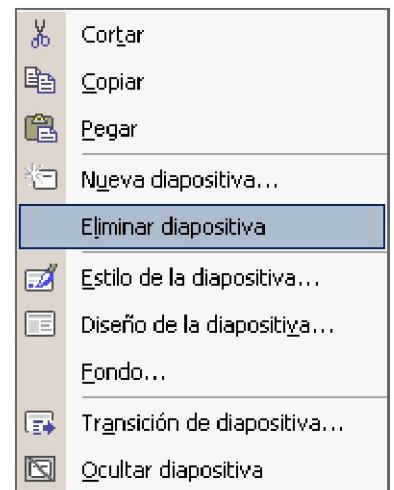 Cortar
Copiar
Pegar
Nueva diapositiva...
Eliminar diapositiva
Estilo de la diapositiva...
Diseño de la diapositiva...
Fondo...
Transición de diapositiva...
Ocultar diapositiva